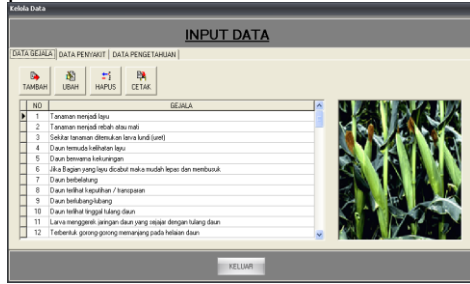 Kelola Data
INPUT DATA
DATA GEJALA DATA PENYAKIT DATA PENGETAHUAN
TAMBAH UBAH HAPUS CETAK
NO GEJALA
1 Tanaman menjadi layu
2 Tanaman menjadi rebah atau mati
3 Sekitar tanaman ditemukan larva kundi (uret)
4 Daun termuda kelihatan layu
5 Daun berwarna kekuningan
6 Jika Bagian yang layu dicabut maka mudah lepas dan membusuk
7 Daun berbelatung
8 Daun terlihat keputihan / transparan
9 Daun berlubang-lubang
10 Daun terlihat tinggal tulang daun
11 Larva menggerek jaringan daun yang sejajar dengan tulang daun
12 Terbentuk gorong-gorong memanjang pada helaian daun
KELUAR